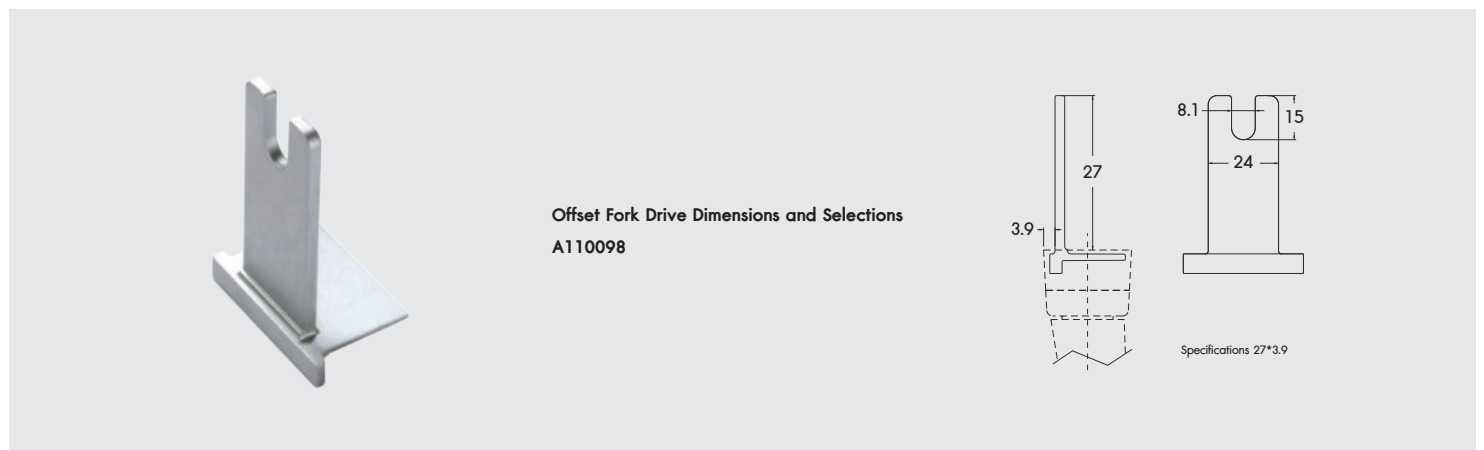 Offset Fork Drive Dimensions and Selections
A110098
8.1
15
27
24
3.9
Specifications 27*3.9